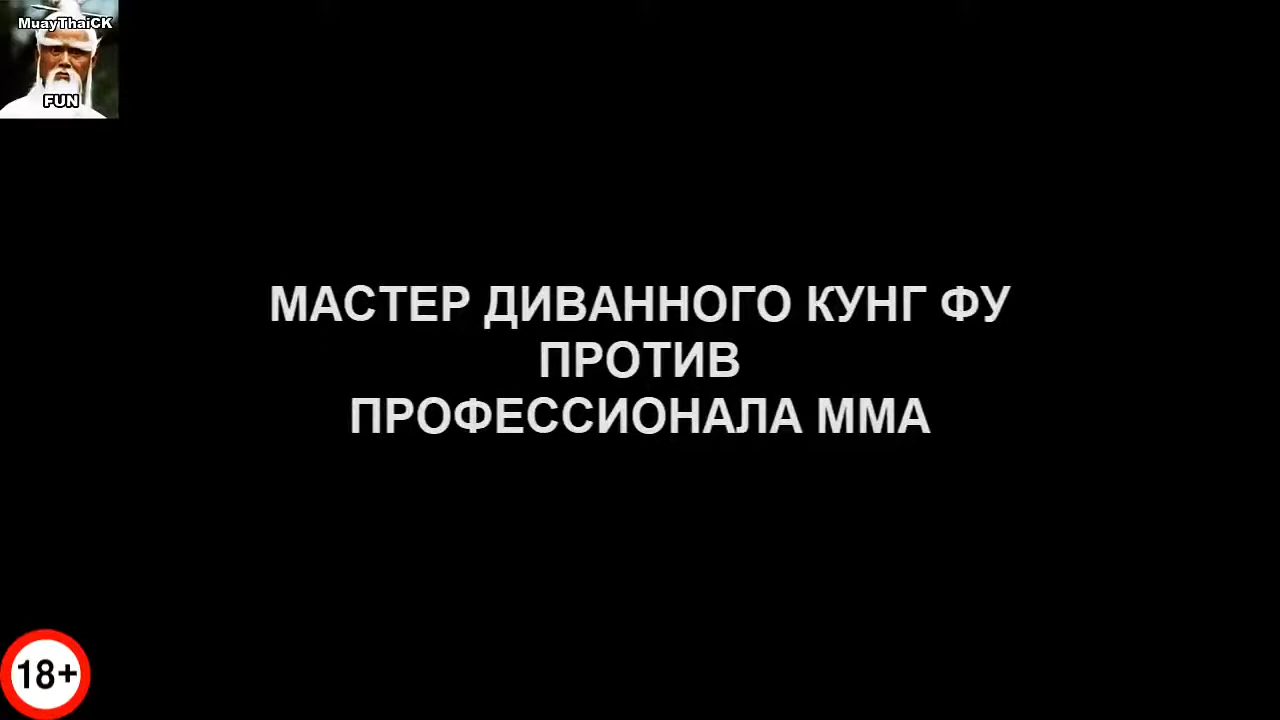 MuayThaiCK
FUN
МАСТЕР ДИВАННОГО КУНГ ФУ
ПРОТИВ
ПРОФЕССИОНАЛА ММА
18+